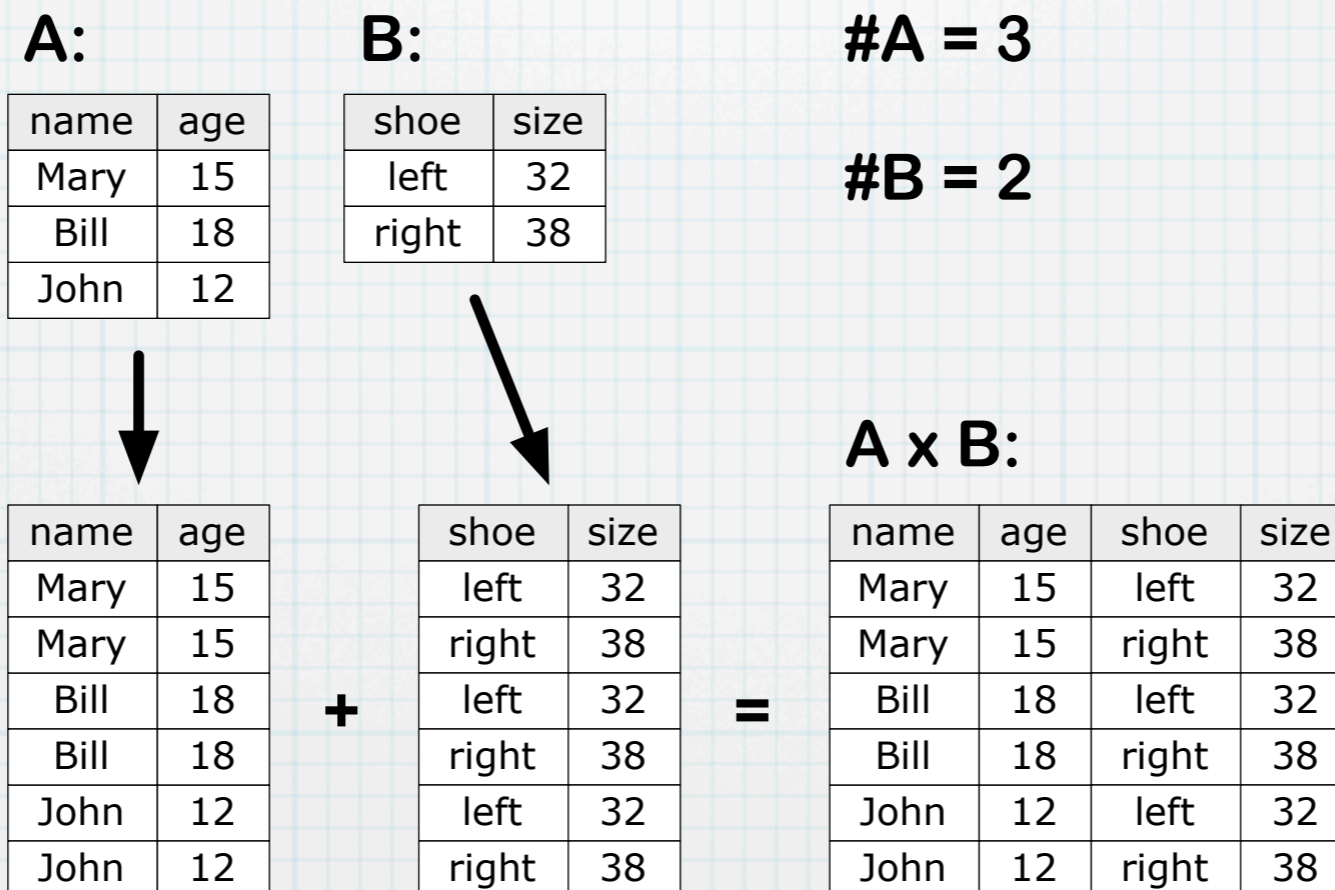 A: B: #A = 3
name age shoe size
Mary 15 left 32 #B = 2
Bill 18 right 38
John 12
A x B:
name age shoe size name age shoe size
Mary 15 left 32 Mary 15 left 32
Mary 15 right 38 Mary 15 right 38
Bill 18 + left 32 = Bill 18 left 32
Bill 18 right 38 Bill 18 right 38
John 12 left 32 John 12 left 32
John 12 right 38 John 12 right 38